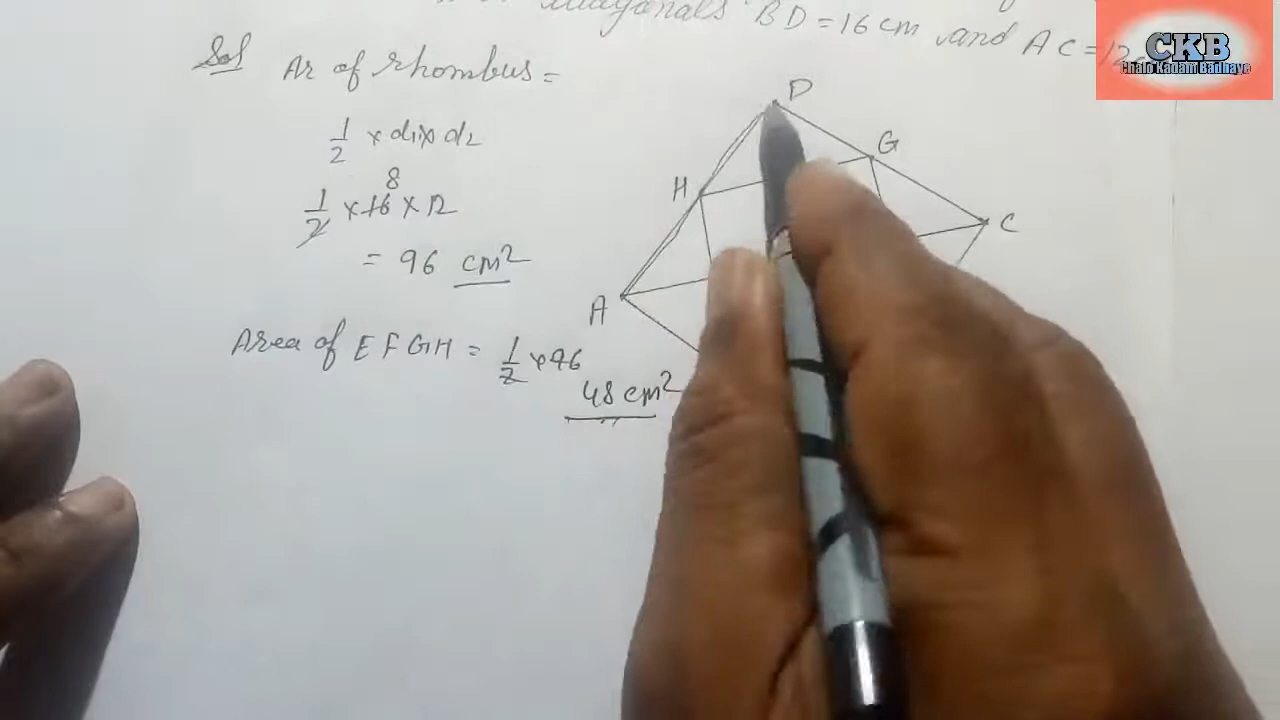 diagonals BD = 16 cm and AC = 12
CKB
Chalo Kadam Badhaye
Sol Ar of rhombus =
1/2 × d1 × d2
8
1/2 × 16 × 12
= 96 cm²
Area of EFGH = 1/2 × 96
48 cm²
D
G
H
C
A